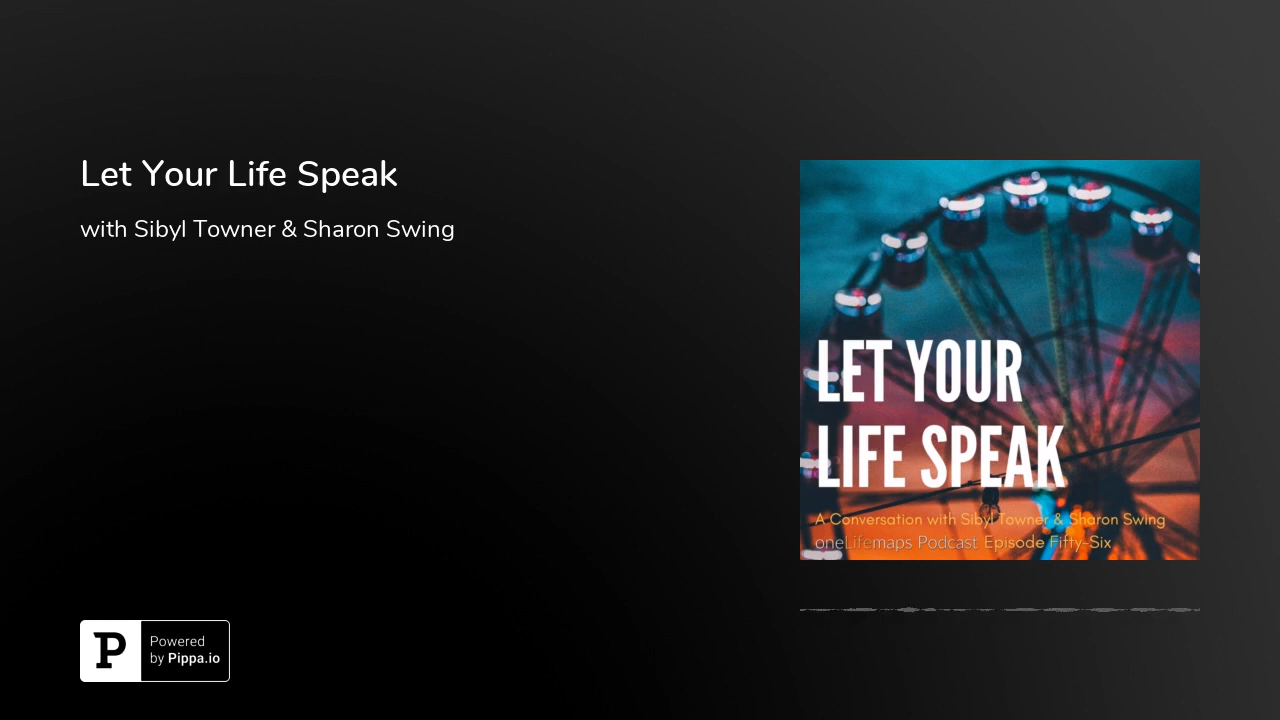 Let Your Life Speak
with Sibyl Towner & Sharon Swing
LET YOUR
LIFE SPEAK
A Conversation with Sibyl Towner & Sharon Swing
oneLifemaps Podcast Episode Fifty-Six
P
Powered
by Pippa.io